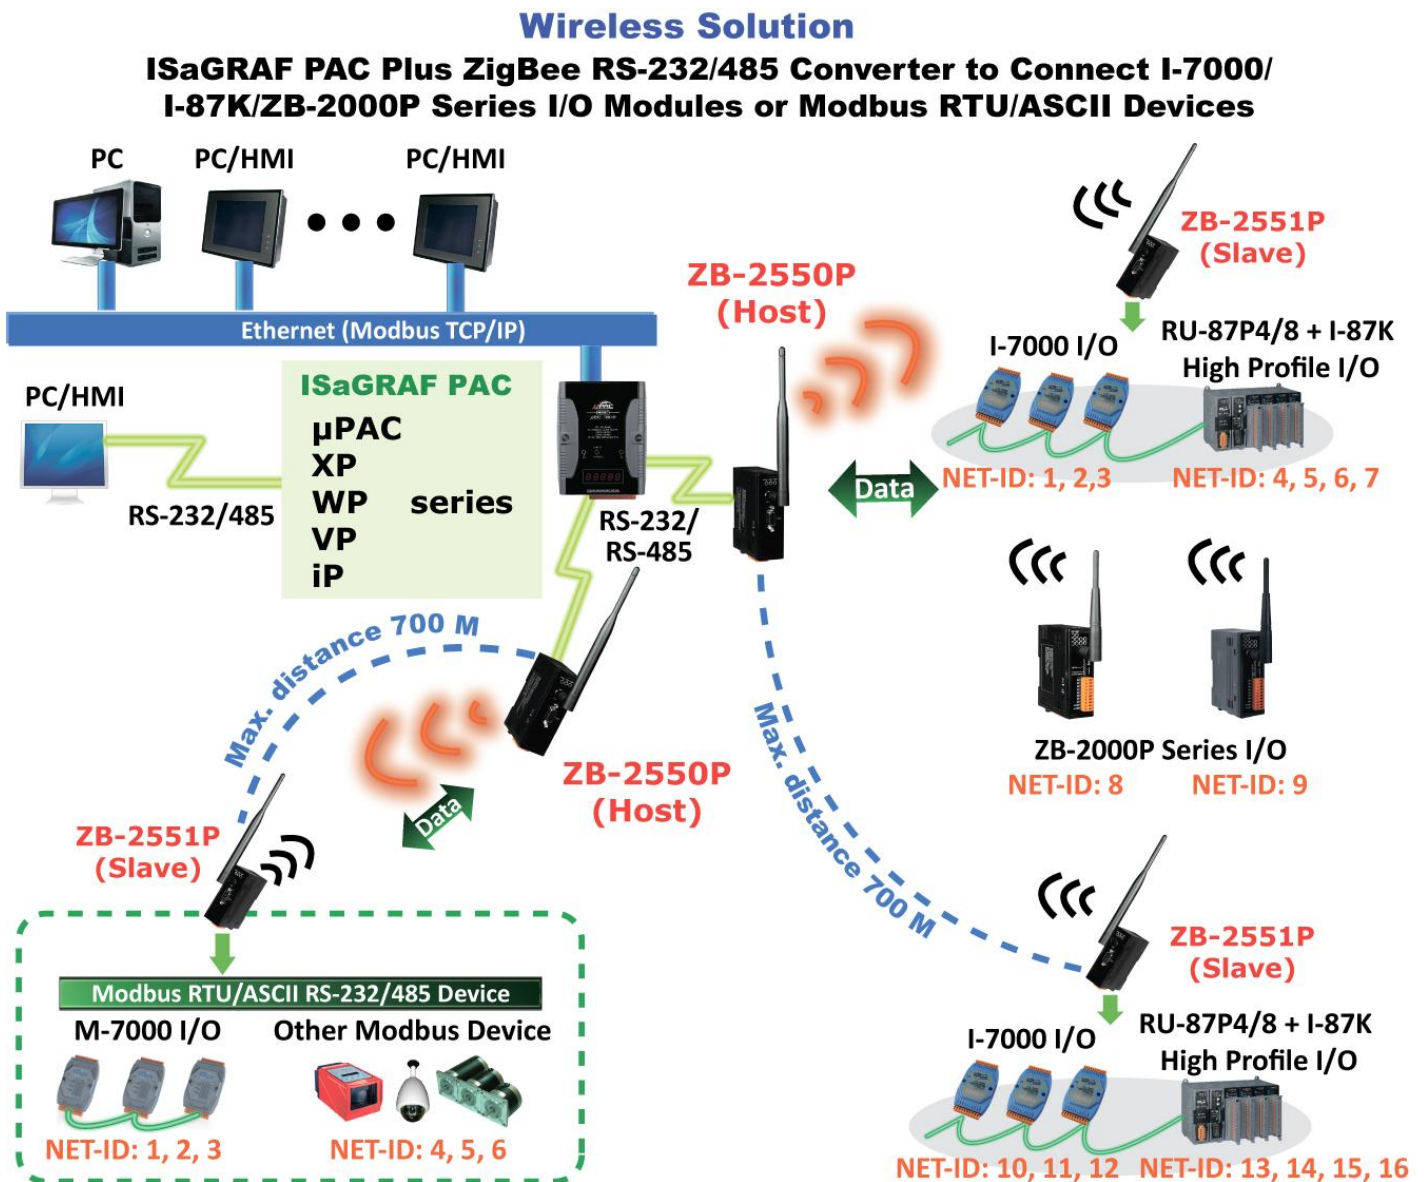 Wireless Solution
ISaGRAF PAC Plus ZigBee RS-232/485 Converter to Connect I-7000/
I-87K/ZB-2000P Series I/O Modules or Modbus RTU/ASCII Devices
PC
PC/HMI
PC/HMI
Ethernet (Modbus TCP/IP)
PC/HMI
RS-232/485
ISaGRAF PAC
µPAC
XP
WP series
VP
iP
RS-232/
RS-485
ZB-2550P
(Host)
Data
ZB-2551P
(Slave)
I-7000 I/O
RU-87P4/8 + I-87K
High Profile I/O
NET-ID: 1, 2,3
NET-ID: 4, 5, 6, 7
ZB-2000P Series I/O
NET-ID: 8
NET-ID: 9
Max. distance 700 M
ZB-2550P
(Host)
Data
Max. distance 700 M
ZB-2551P
(Slave)
Modbus RTU/ASCII RS-232/485 Device
M-7000 I/O
Other Modbus Device
NET-ID: 1, 2, 3
NET-ID: 4, 5, 6
ZB-2551P
(Slave)
I-7000 I/O
RU-87P4/8 + I-87K
High Profile I/O
NET-ID: 10, 11, 12
NET-ID: 13, 14, 15, 16